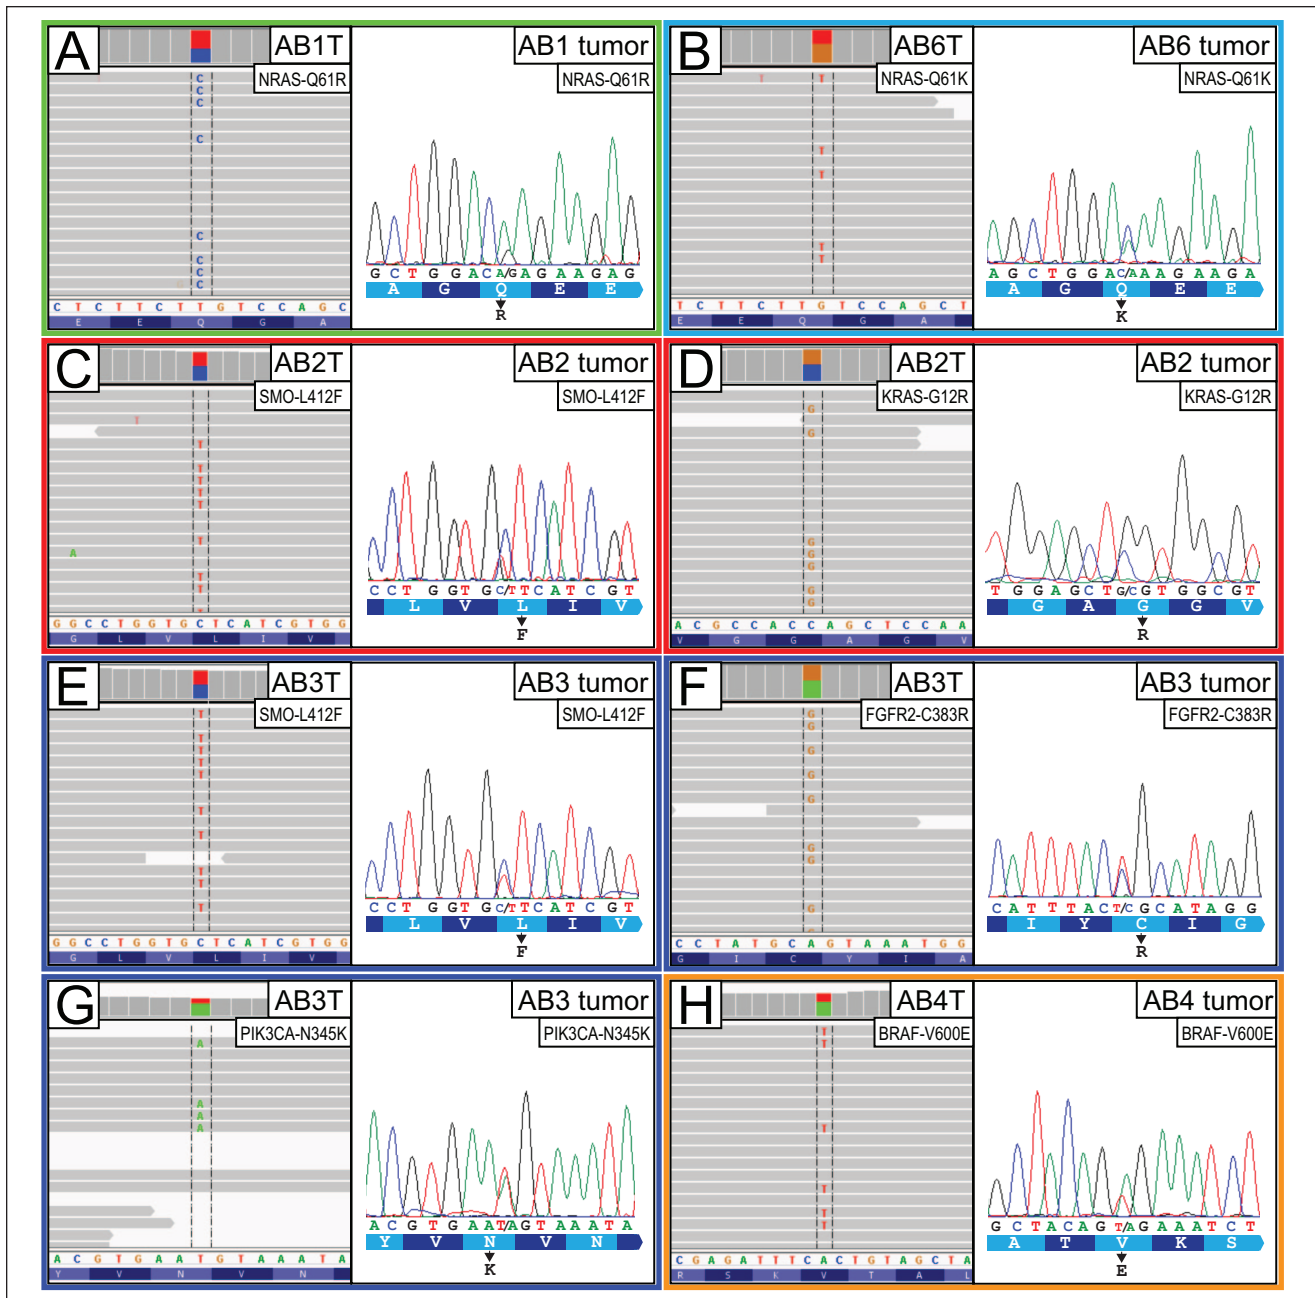 A
AB1T
NRAS-Q61R
C
C
C
C
C
C
C
C
C T C T T C T T G T C C A G C
E E Q G A
AB1 tumor
NRAS-Q61R
G C T G G A C A/G A G A A G A G
A G Q E E
R
B
AB6T
NRAS-Q61K
T T
T
T
T
T
T C T T C T T G T C C A G C T
E E Q G A
AB6 tumor
NRAS-Q61K
A G C T G G A C/A A A G A A G A
A G Q E E
K
C
AB2T
SMO-L412F
T
T
T
T
T
T
T
A
T
T
T
G G C C T G G T G C T C A T C G T G G
G L V L I V
AB2 tumor
SMO-L412F
C C T G G T G C/T T C A T C G T
L V L I V
F
D
AB2T
KRAS-G12R
G
G
G
G
G
G
G
A C G C C A C C A G C T C C A A
V G G A G V
AB2 tumor
KRAS-G12R
T G G A G C T G/C G T G G C G T
G A G G V
R
E
AB3T
SMO-L412F
T
T
T
T
T
T
T
T
T
T
G G C C T G G T G C T C A T C G T G G
G L V L I V
AB3 tumor
SMO-L412F
C C T G G T G C/T T C A T C G T
L V L I V
F
F
AB3T
FGFR2-C383R
G
G
G
G
G
G
G
G
G
C C T A T G C A G T A A A T G G
G I C Y I A
AB3 tumor
FGFR2-C383R
C A T T T A C T/C G C A T A G G
I Y C I G
R
G
AB3T
PIK3CA-N345K
A
A
A
A
A C G T G A A T G T A A A T A
Y V N V N
AB3 tumor
PIK3CA-N345K
A C G T G A A T/A G T A A A T A
Y V N V N
K
H
AB4T
BRAF-V600E
T
T
T
T
T
T
C G A G A T T T C A C T G T A G C T A
R S K V T A L
AB4 tumor
BRAF-V600E
G C T A C A G T/A G A A A T C T
A T V K S
E